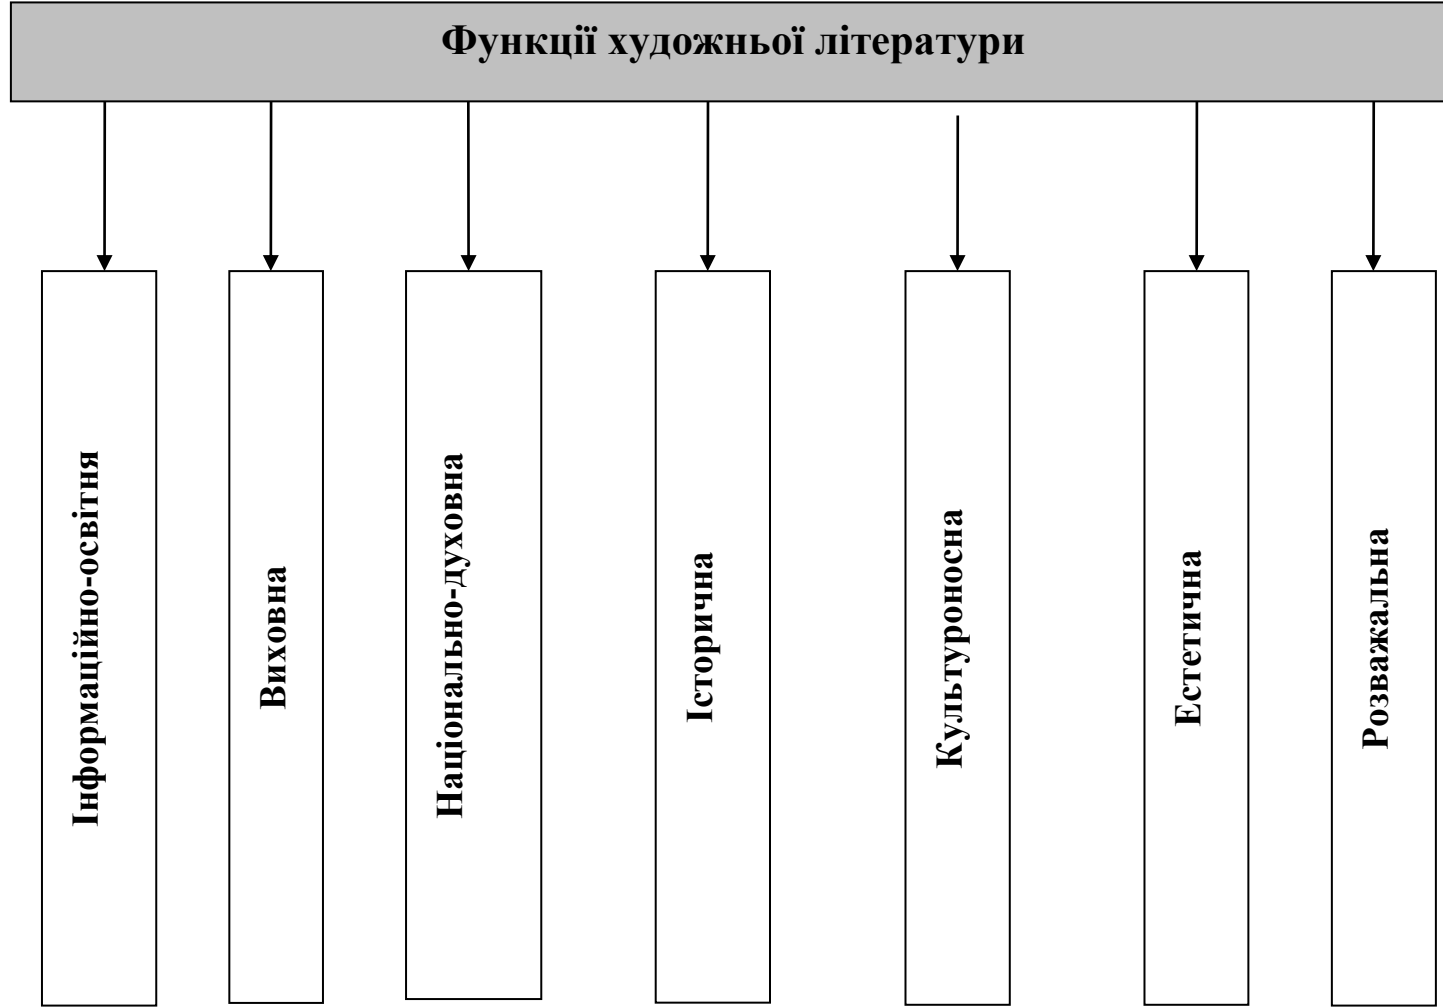 Функції художньої літератури
Інформаційно-освітня
Виховна
Національно-духовна
Історична
Культуроносна
Естетична
Розважальна